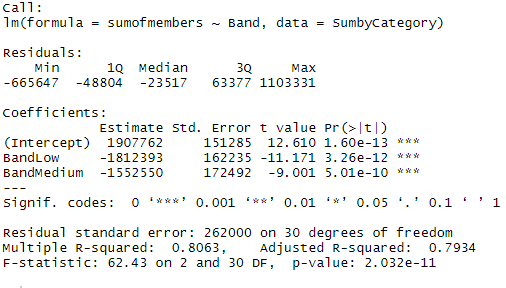 Call:
lm(formula = sumofmembers ~ Band, data = SumbyCategory)
Residuals:
Min 1Q Median 3Q Max
-665647 -48804 -23517 63377 1103331
Coefficients:
Estimate Std. Error t value Pr(>|t|)
(Intercept) 1907762 151285 12.610 1.60e-13 ***
BandLow -1812393 162235 -11.171 3.26e-12 ***
BandMedium -1552550 172492 -9.001 5.01e-10 ***
---
Signif. codes: 0 ‘***’ 0.001 ‘**’ 0.01 ‘*’ 0.05 ‘.’ 0.1 ‘ ’ 1
Residual standard error: 262000 on 30 degrees of freedom
Multiple R-squared: 0.8063, Adjusted R-squared: 0.7934
F-statistic: 62.43 on 2 and 30 DF, p-value: 2.032e-11